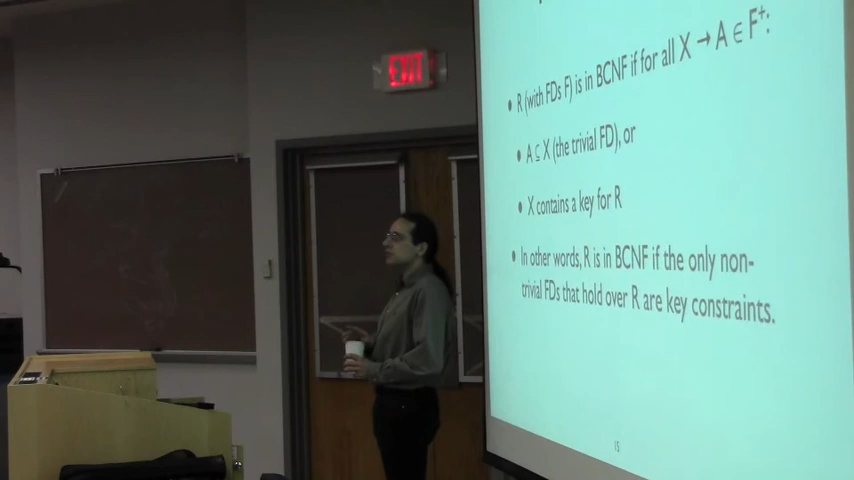 EXIT
• R (with FDs F) is in BCNF if for all X → A ∈ F⁺:
• A ⊆ X (the trivial FD), or
• X contains a key for R
• In other words, R is in BCNF if the only non-
trivial FDs that hold over R are key constraints.
15